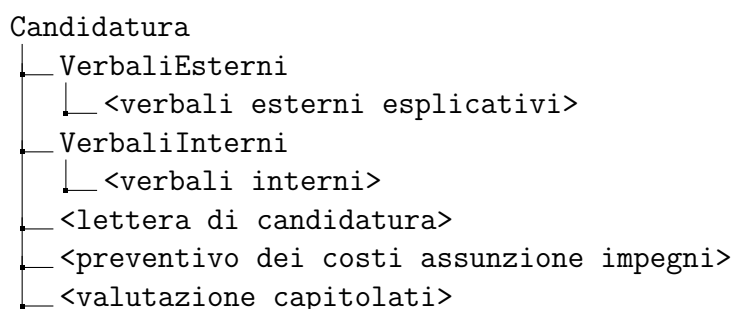 Candidatura
VerbaliEsterni
<verbali esterni esplicativi>
VerbaliInterni
<verbali interni>
<lettera di candidatura>
<preventivo dei costi assunzione impegni>
<valutazione capitolati>